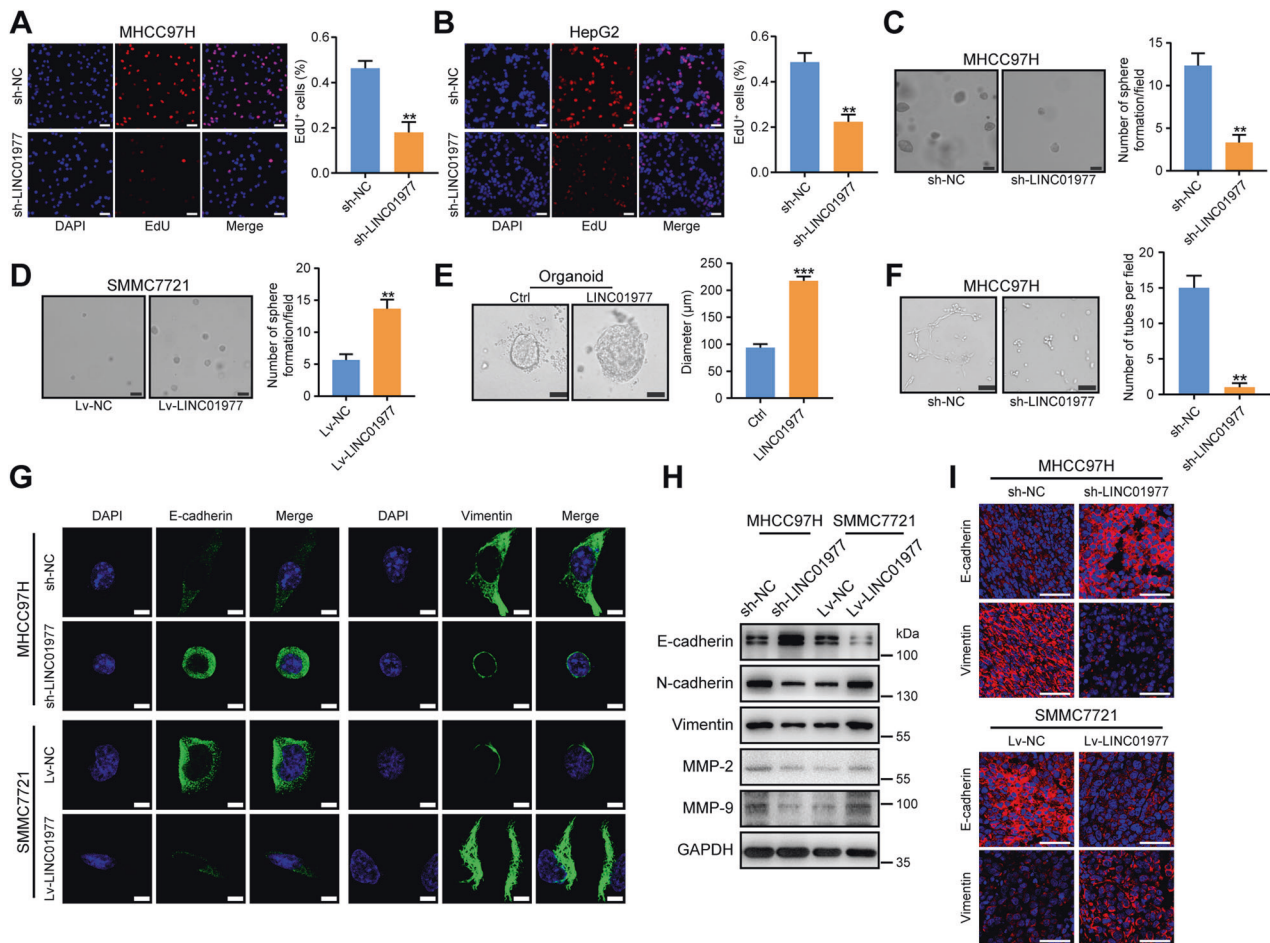 A
MHCC97H
sh-NC
sh-LINC01977
DAPI
EdU
Merge
EdU⁺ cells (%)
0.6
0.4
0.2
0.0
**
sh-NC
sh-LINC01977
B
HepG2
sh-NC
sh-LINC01977
DAPI
EdU
Merge
EdU⁺ cells (%)
0.6
0.4
0.2
0.0
**
sh-NC
sh-LINC01977
C
MHCC97H
sh-NC
sh-LINC01977
Number of sphere
formation/field
15
12
9
6
3
0
**
sh-NC
sh-LINC01977
D
SMMC7721
Lv-NC
Lv-LINC01977
Number of sphere
formation/field
20
15
10
5
0
**
Lv-NC
Lv-LINC01977
E
Organoid
Ctrl
LINC01977
Diameter (μm)
250
200
150
100
50
0
***
Ctrl
LINC01977
F
MHCC97H
sh-NC
sh-LINC01977
Number of tubes per field
20
15
10
5
0
**
sh-NC
sh-LINC01977
G
DAPI
E-cadherin
Merge
DAPI
Vimentin
Merge
MHCC97H
sh-NC
sh-LINC01977
SMMC7721
Lv-NC
Lv-LINC01977
H
MHCC97H
SMMC7721
sh-NC
sh-LINC01977
Lv-NC
Lv-LINC01977
kDa
E-cadherin
100
N-cadherin
130
Vimentin
55
MMP-2
55
MMP-9
100
GAPDH
35
I
MHCC97H
sh-NC
sh-LINC01977
E-cadherin
Vimentin
SMMC7721
Lv-NC
Lv-LINC01977
E-cadherin
Vimentin